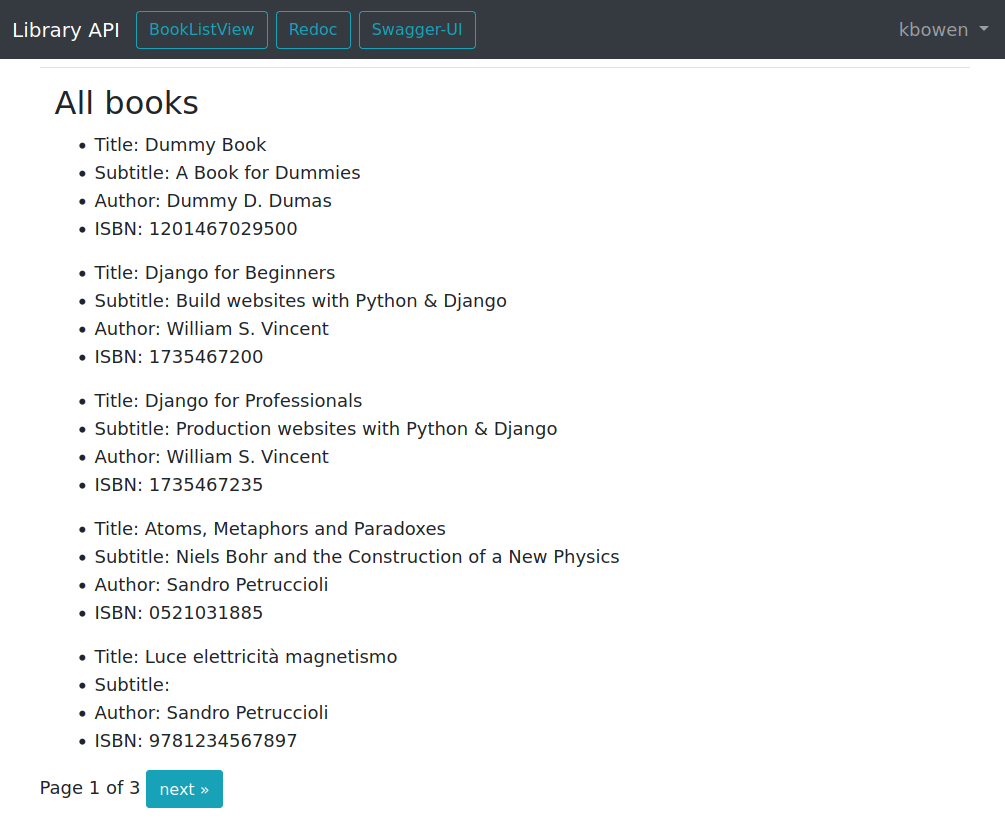 Library API BookListView Redoc Swagger-UI kbowen
All books
Title: Dummy Book
Subtitle: A Book for Dummies
Author: Dummy D. Dumas
ISBN: 1201467029500
Title: Django for Beginners
Subtitle: Build websites with Python & Django
Author: William S. Vincent
ISBN: 1735467200
Title: Django for Professionals
Subtitle: Production websites with Python & Django
Author: William S. Vincent
ISBN: 1735467235
Title: Atoms, Metaphors and Paradoxes
Subtitle: Niels Bohr and the Construction of a New Physics
Author: Sandro Petruccioli
ISBN: 0521031885
Title: Luce elettricità magnetismo
Subtitle:
Author: Sandro Petruccioli
ISBN: 9781234567897
Page 1 of 3 next »